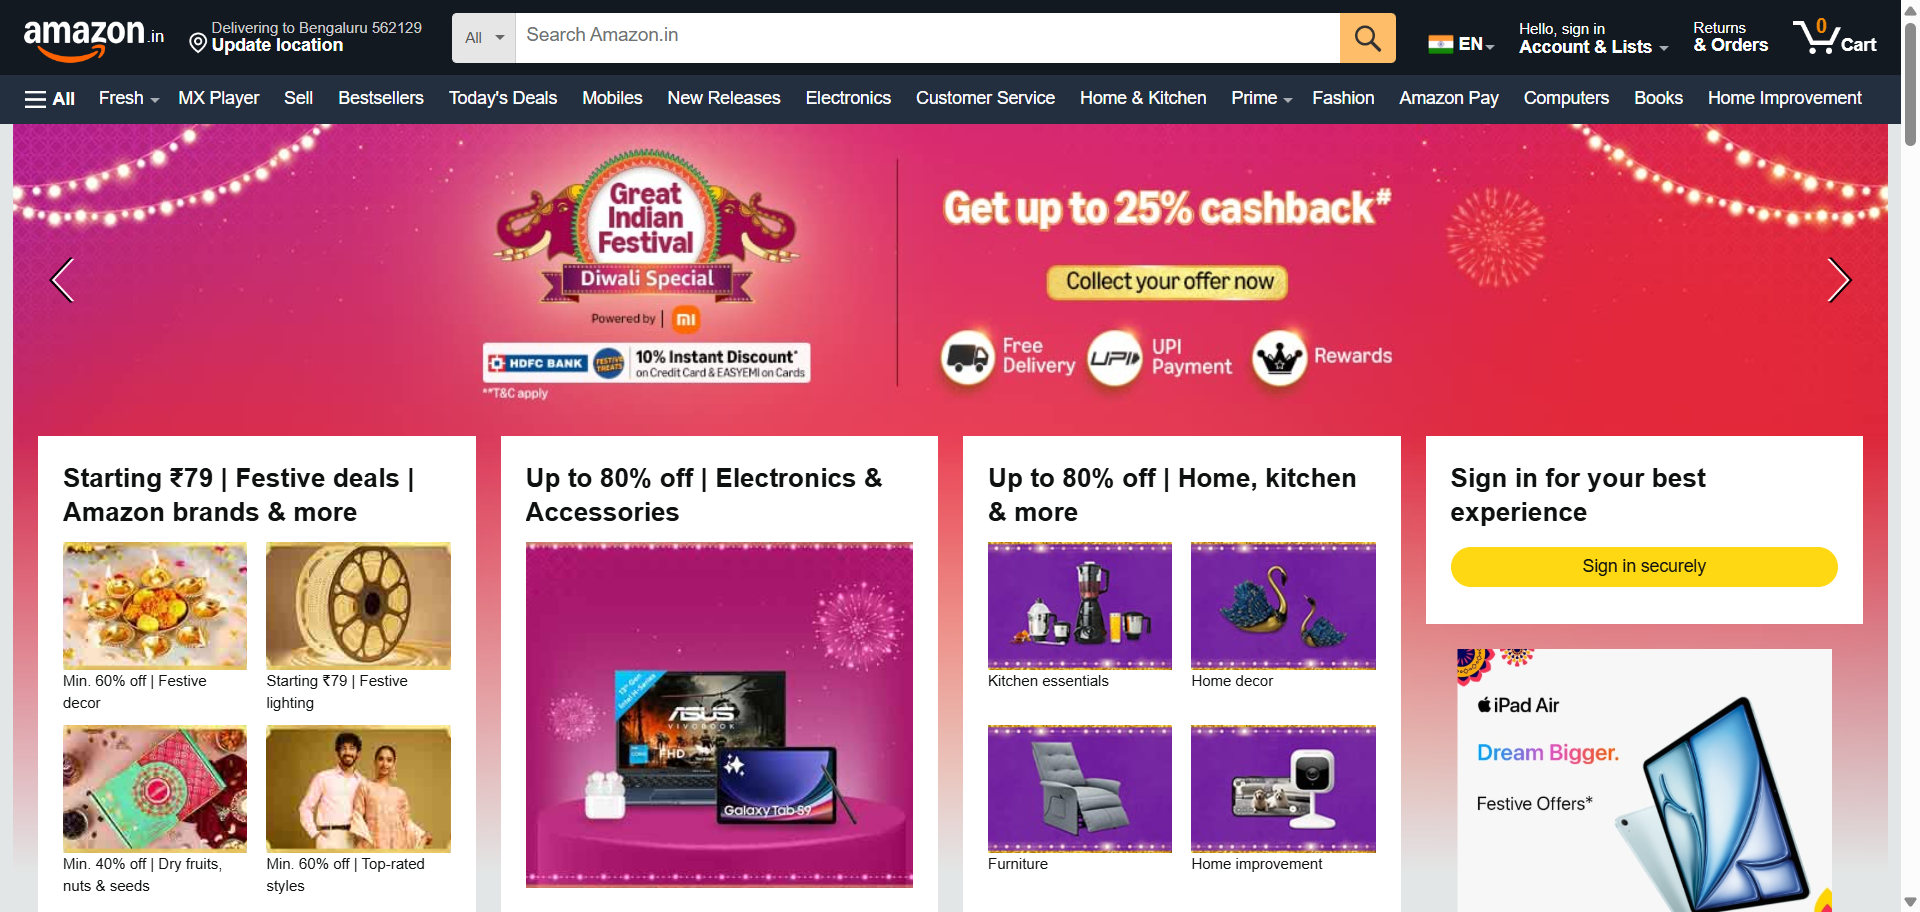 amazon.in
Delivering to Bengaluru 562129
Update location
All
Search Amazon.in
EN
Hello, sign in
Account & Lists
Returns
& Orders
0
Cart
All
Fresh
MX Player
Sell
Bestsellers
Today's Deals
Mobiles
New Releases
Electronics
Customer Service
Home & Kitchen
Prime
Fashion
Amazon Pay
Computers
Books
Home Improvement
Great
Indian
Festival
Diwali Special
Powered by | mi
HDFC BANK
FESTIVE
TREATS
10% Instant Discount*
on Credit Card & EASYEMI on Cards
**T&C apply
Get up to 25% cashback#
Collect your offer now
Free
Delivery
UPI
UPI
Payment
Rewards
Starting ₹79 | Festive deals |
Amazon brands & more
Min. 60% off | Festive
decor
Starting ₹79 | Festive
lighting
Min. 40% off | Dry fruits,
nuts & seeds
Min. 60% off | Top-rated
styles
Up to 80% off | Electronics &
Accessories
13th Gen
Intel H-Series
ASUS
VIVOBOOK
FHD
Galaxy Tab S9
Up to 80% off | Home, kitchen
& more
Kitchen essentials
Home decor
Furniture
Home improvement
Sign in for your best
experience
Sign in securely
iPad Air
Dream Bigger.
Festive Offers*